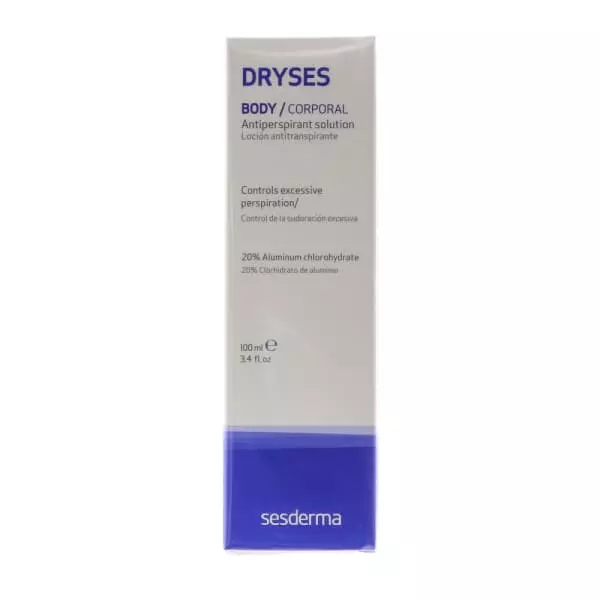 DRYSES
BODY / CORPORAL
Antiperspirant solution
Loción antitranspirante
Controls excessive
perspiration/
Control de la sudoración excesiva
20% Aluminum chlorohydrate
20% Clorhidrato de aluminio
100 ml ℮
3.4 fl. oz
sesderma